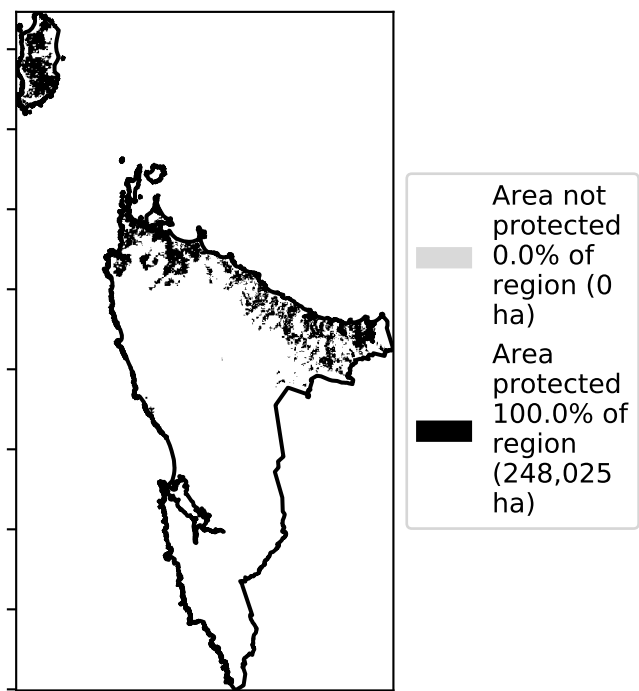 Area not
protected
0.0% of
region (0
ha)
Area
protected
100.0% of
region
(248,025
ha)